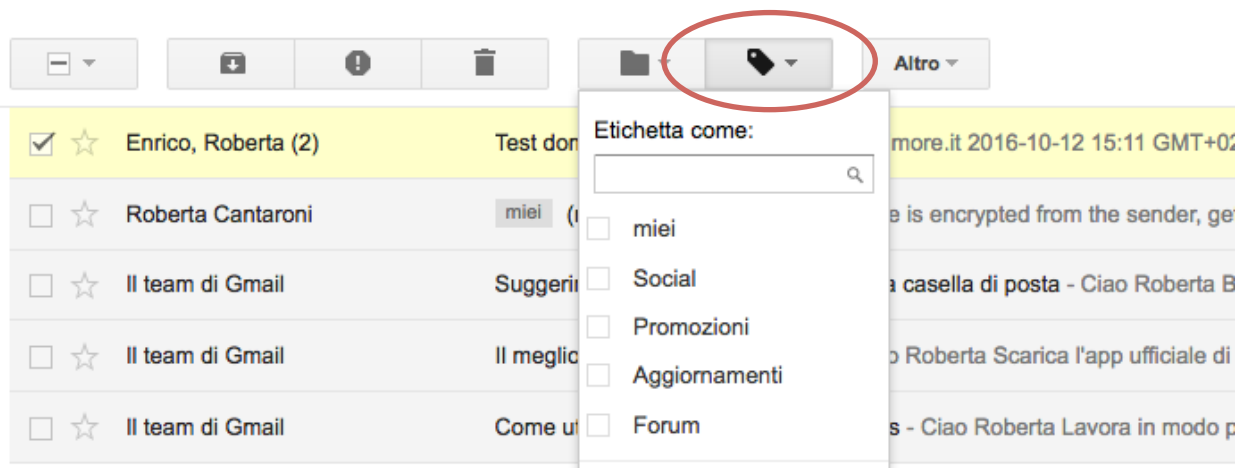 Altro
Etichetta come:
Enrico, Roberta (2) Test don more.it 2016-10-12 15:11 GMT+02
Roberta Cantaroni miei e is encrypted from the sender, get
miei
Social
Il team di Gmail Suggerin a casella di posta - Ciao Roberta B
Promozioni
Il team di Gmail Il meglio o Roberta Scarica l'app ufficiale di
Aggiornamenti
Il team di Gmail Come ut s - Ciao Roberta Lavora in modo p
Forum